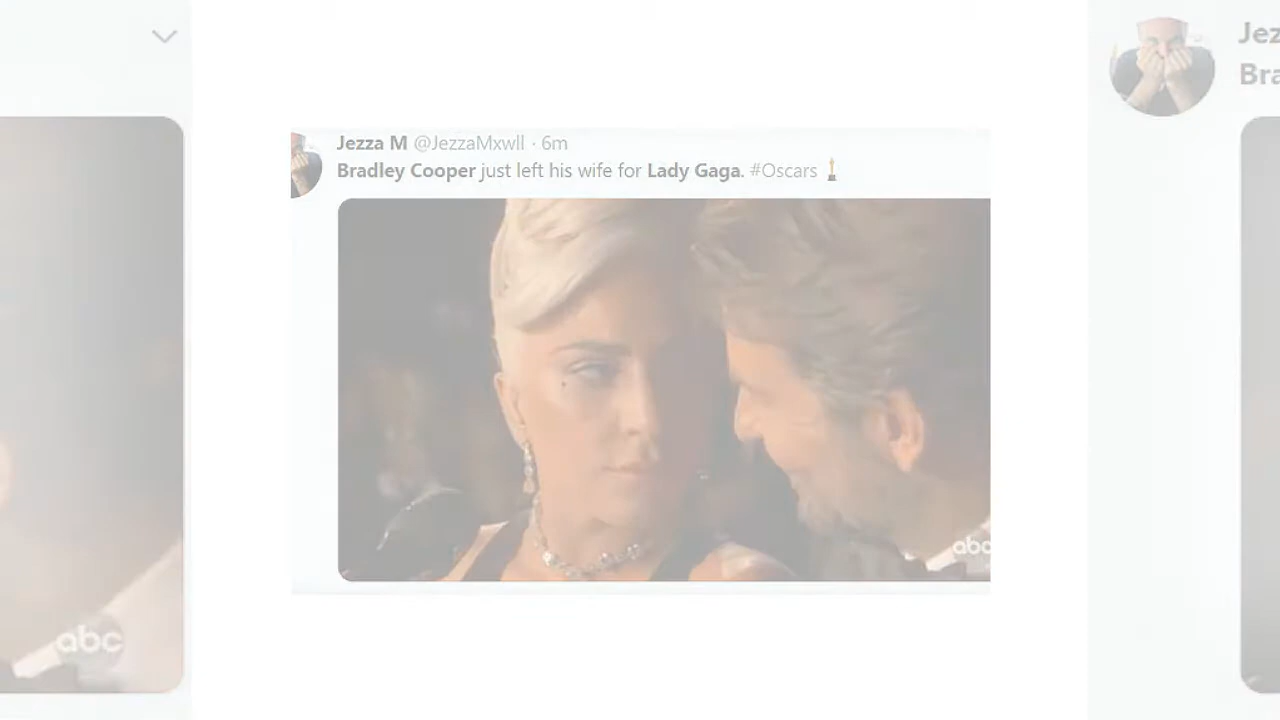 Jez
Bra
Jezza M @JezzaMxwll · 6m
Bradley Cooper just left his wife for Lady Gaga. #Oscars
abc
abc